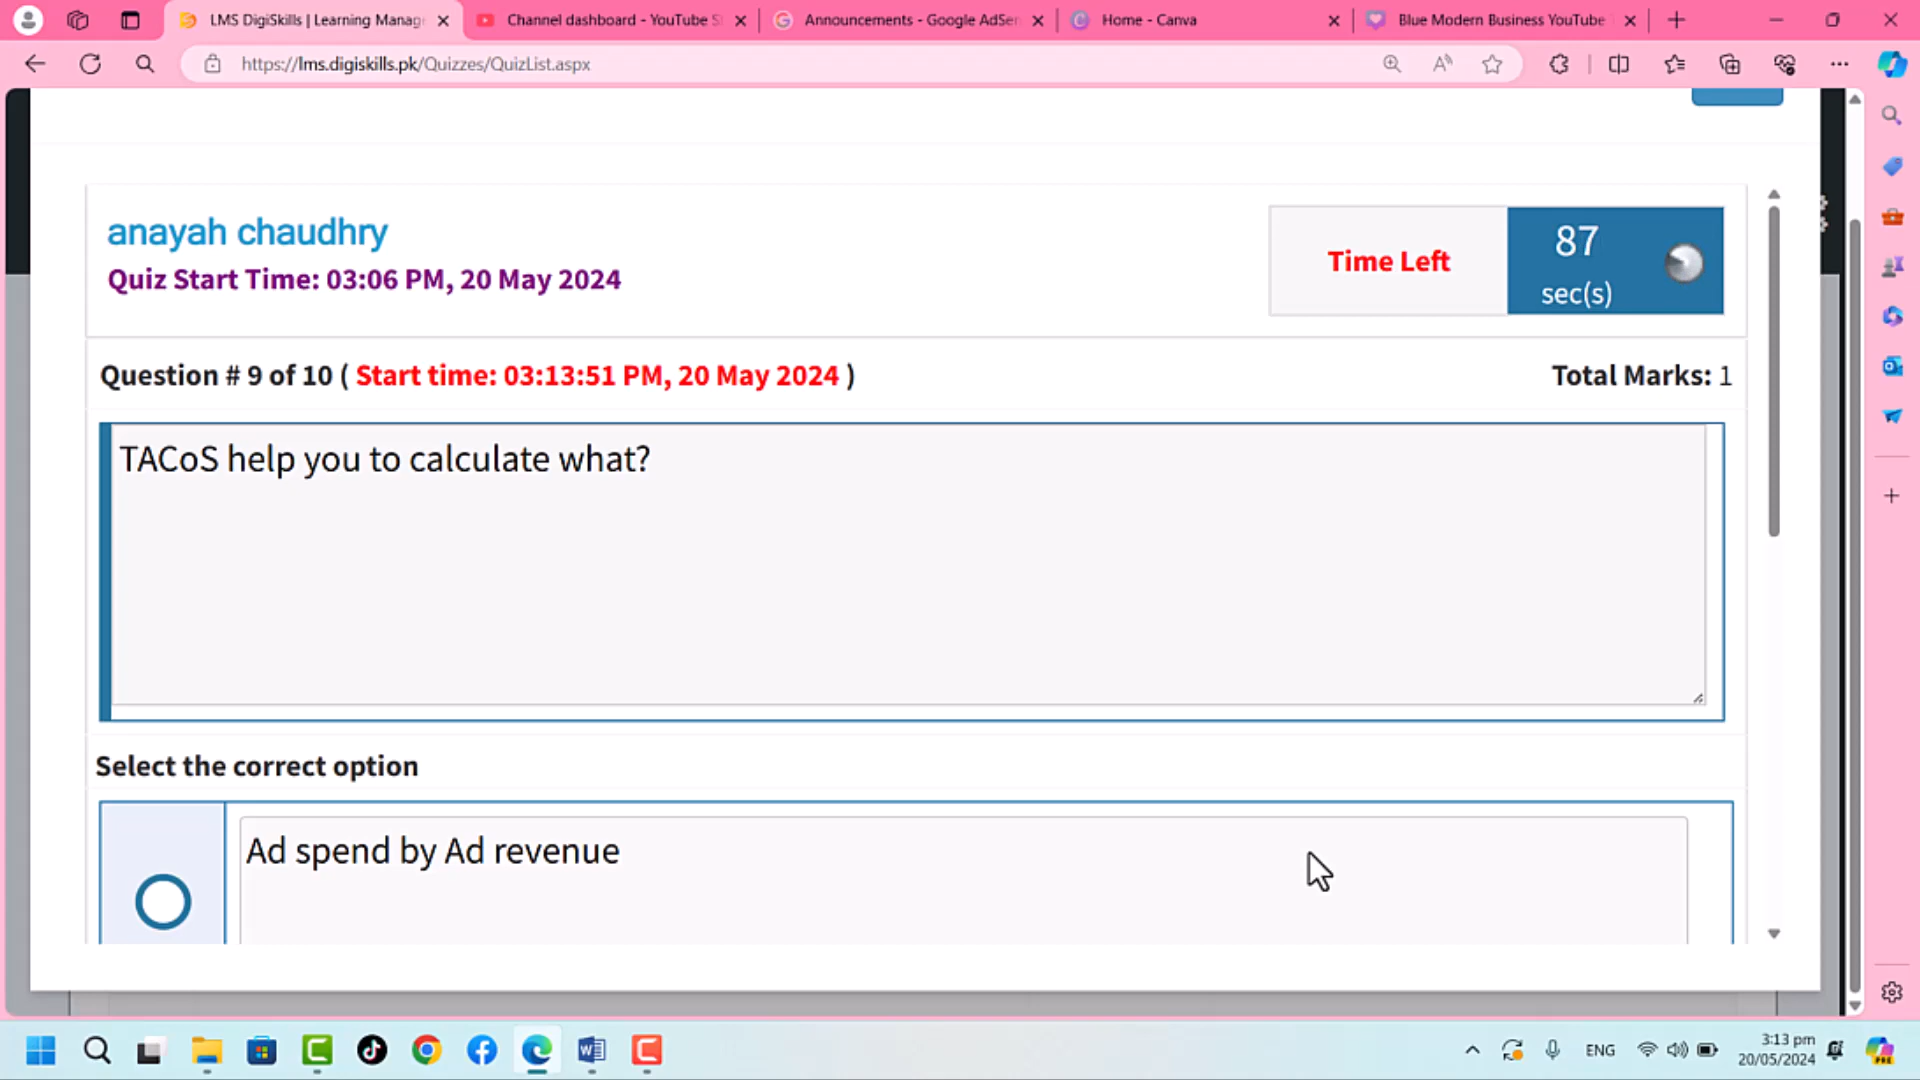 LMS DigiSkills | Learning Manag
Channel dashboard - YouTube S
Announcements - Google AdSen
Home - Canva
Blue Modern Business YouTube
https://lms.digiskills.pk/Quizzes/QuizList.aspx
anayah chaudhry
Quiz Start Time: 03:06 PM, 20 May 2024
Time Left
87
sec(s)
Question # 9 of 10 ( Start time: 03:13:51 PM, 20 May 2024 )
Total Marks: 1
TACoS help you to calculate what?
Select the correct option
Ad spend by Ad revenue
ENG
3:13 pm
20/05/2024